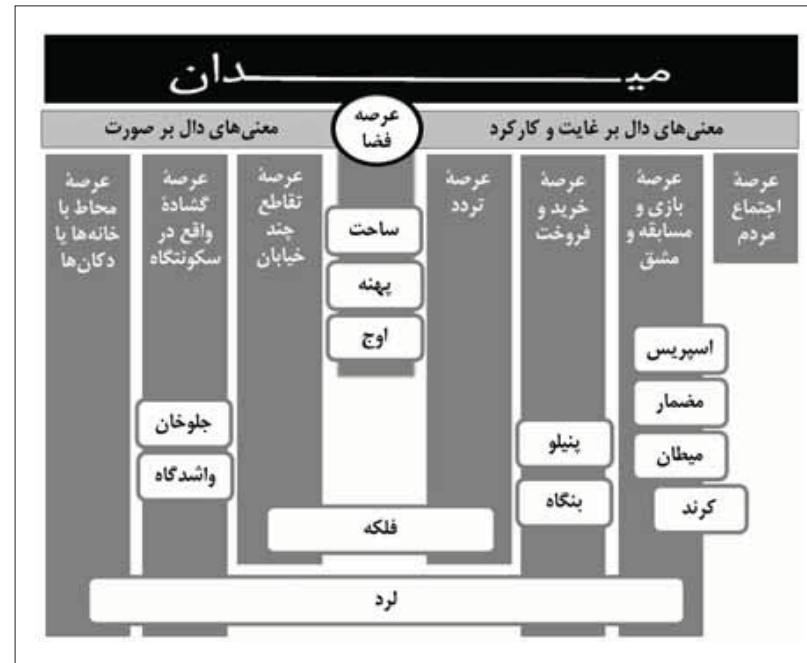 میـــدان
معنی‌های دال بر غایت و کارکرد
عرصه
فضا
معنی‌های دال بر صورت
عرصهٔ
اجتماع
مردم
عرصهٔ
بازی و
مسابقه و
مشق
عرصهٔ
خرید و
فروخت
عرصهٔ
تردد
عرصهٔ
تقاطع
چند
خیابان
عرصهٔ
گشادهٔ
واقع در
سکونتگاه
عرصهٔ
محاط با
خانه‌ها یا
دکان‌ها
ساحت
پهنه
اوج
اسپریس
مضمار
میطان
کرند
پنیلو
بنگاه
جلوخان
واشدگاه
فلکه
لرد